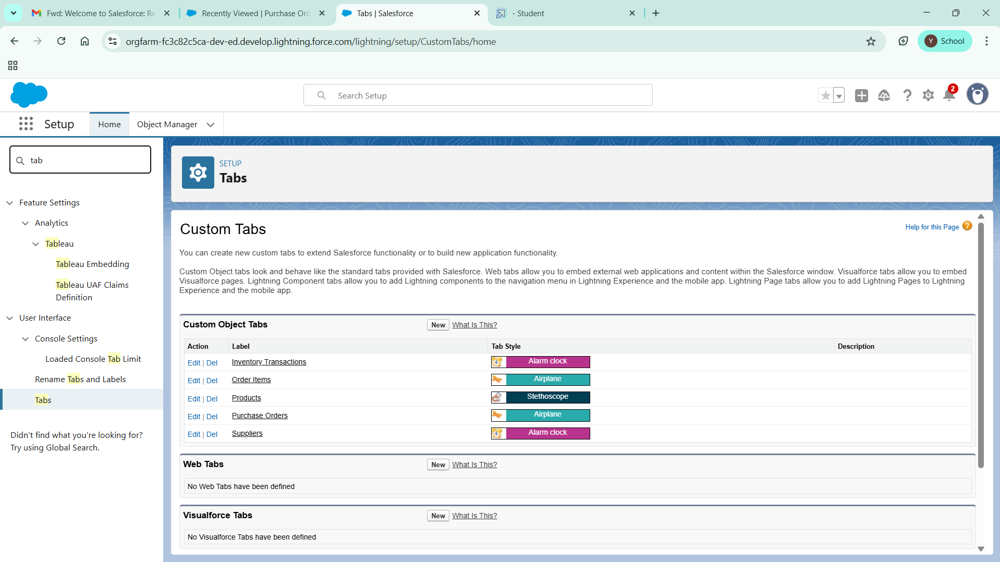 Fwd: Welcome to Salesforce: Re
Recently Viewed | Purchase Ord
Tabs | Salesforce
- Student
orgfarm-fc3c82c5ca-dev-ed.develop.lightning.force.com/lightning/setup/CustomTabs/home
Y School
Search Setup
2
Setup
Home
Object Manager
tab
Feature Settings
Analytics
Tableau
Tableau Embedding
Tableau UAF Claims
Definition
User Interface
Console Settings
Loaded Console Tab Limit
Rename Tabs and Labels
Tabs
Didn't find what you're looking for?
Try using Global Search.
SETUP
Tabs
Custom Tabs
Help for this Page ?
You can create new custom tabs to extend Salesforce functionality or to build new application functionality.
Custom Object tabs look and behave like the standard tabs provided with Salesforce. Web tabs allow you to embed external web applications and content within the Salesforce window. Visualforce tabs allow you to embed
Visualforce pages. Lightning Component tabs allow you to add Lightning components to the navigation menu in Lightning Experience and the mobile app. Lightning Page tabs allow you to add Lightning Pages to Lightning
Experience and the mobile app.
Custom Object Tabs New What Is This?
Action Label Tab Style Description
Edit | Del Inventory Transactions Alarm clock
Edit | Del Order Items Airplane
Edit | Del Products Stethoscope
Edit | Del Purchase Orders Airplane
Edit | Del Suppliers Alarm clock
Web Tabs New What Is This?
No Web Tabs have been defined
Visualforce Tabs New What Is This?
No Visualforce Tabs have been defined